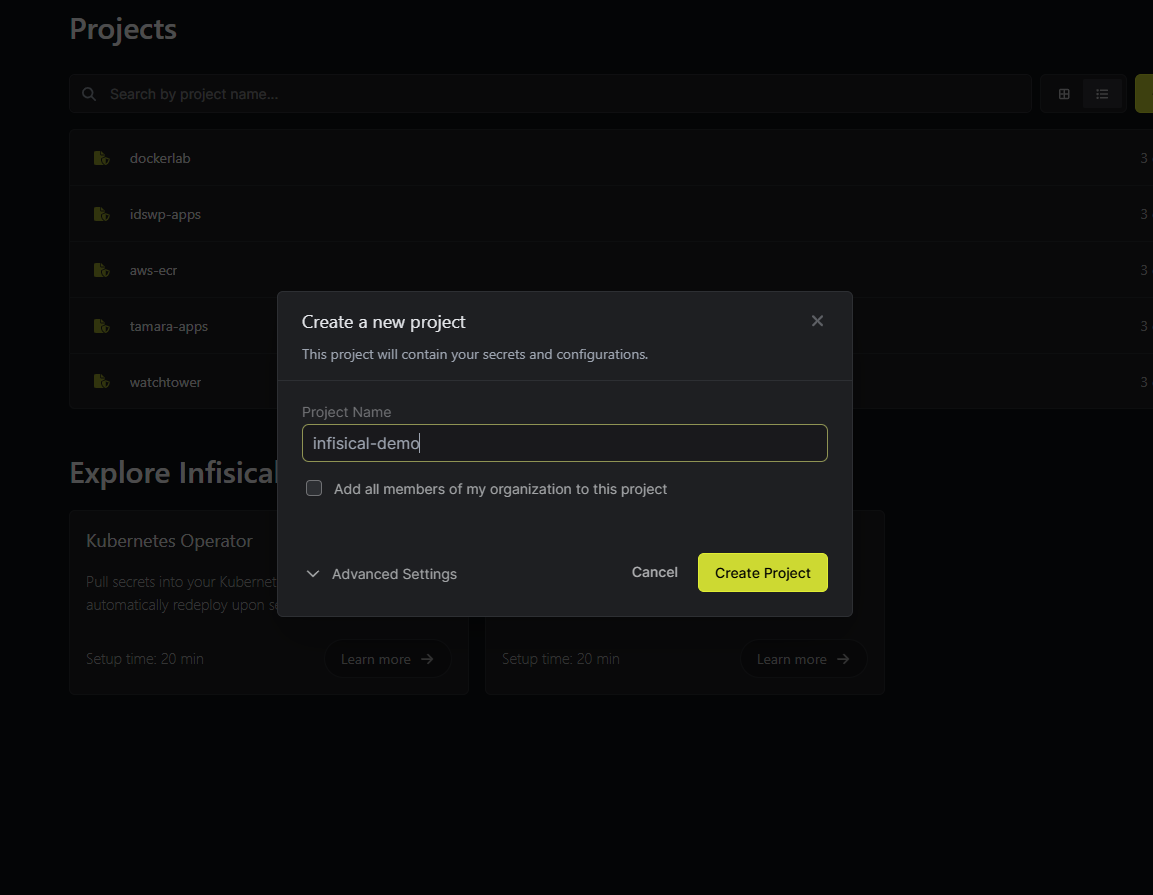 Projects
Search by project name...
dockerlab 3
idswp-apps 3
aws-ecr 3
tamara-apps 3
watchtower 3
Create a new project
This project will contain your secrets and configurations.
Project Name
infisical-demo
Add all members of my organization to this project
Advanced Settings
Cancel
Create Project
Explore Infisical
Kubernetes Operator
Pull secrets into your Kubernet
automatically redeploy upon se
Setup time: 20 min
Learn more
Setup time: 20 min
Learn more